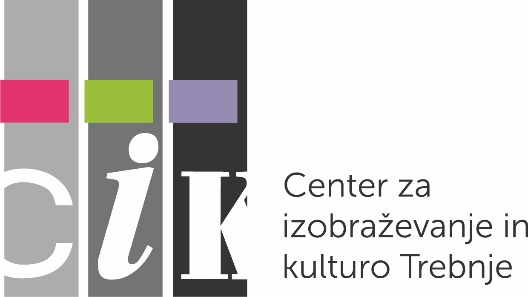 cik
Center za
izobraževanje in
kulturo Trebnje